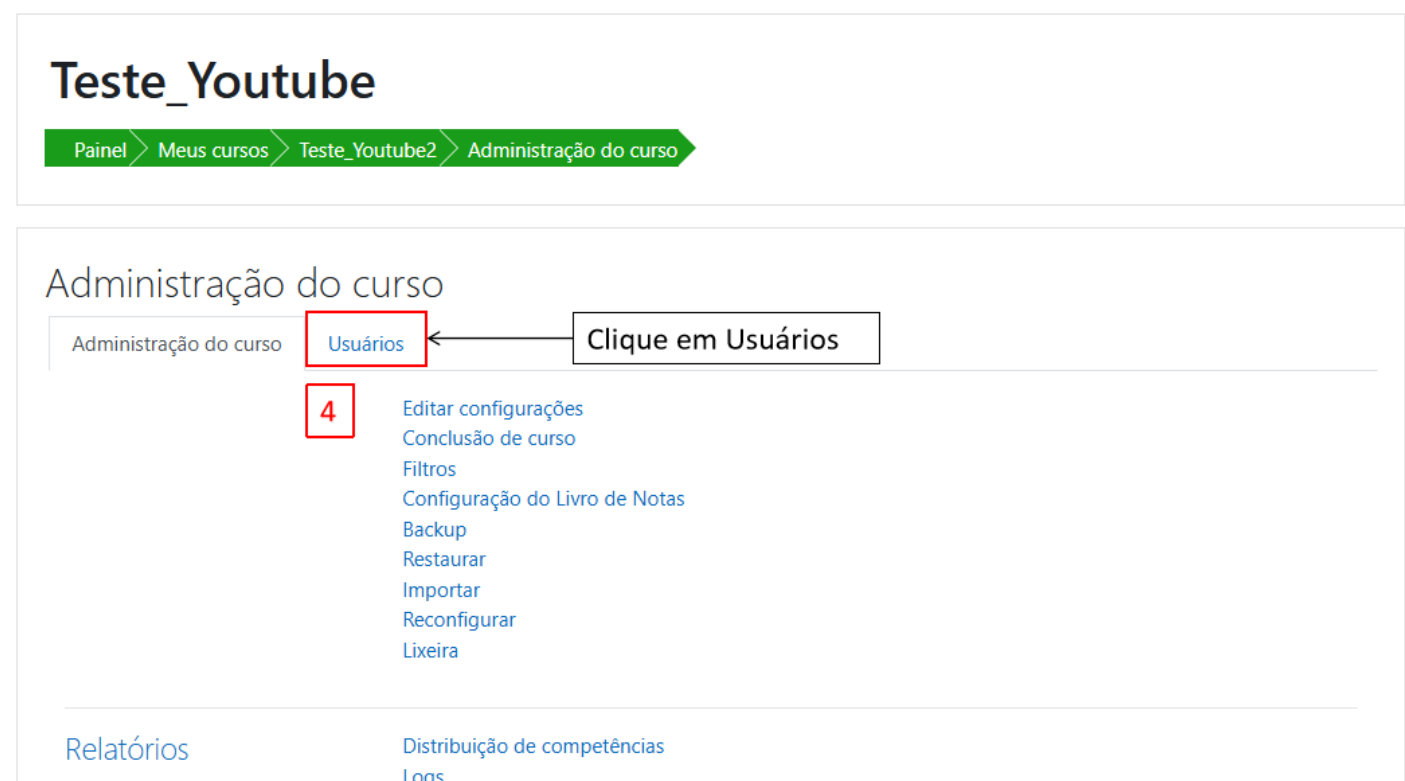 Teste_Youtube
Painel Meus cursos Teste_Youtube2 Administração do curso
Administração do curso
Administração do curso Usuários Clique em Usuários
4
Editar configurações
Conclusão de curso
Filtros
Configuração do Livro de Notas
Backup
Restaurar
Importar
Reconfigurar
Lixeira
Relatórios Distribuição de competências
Logs